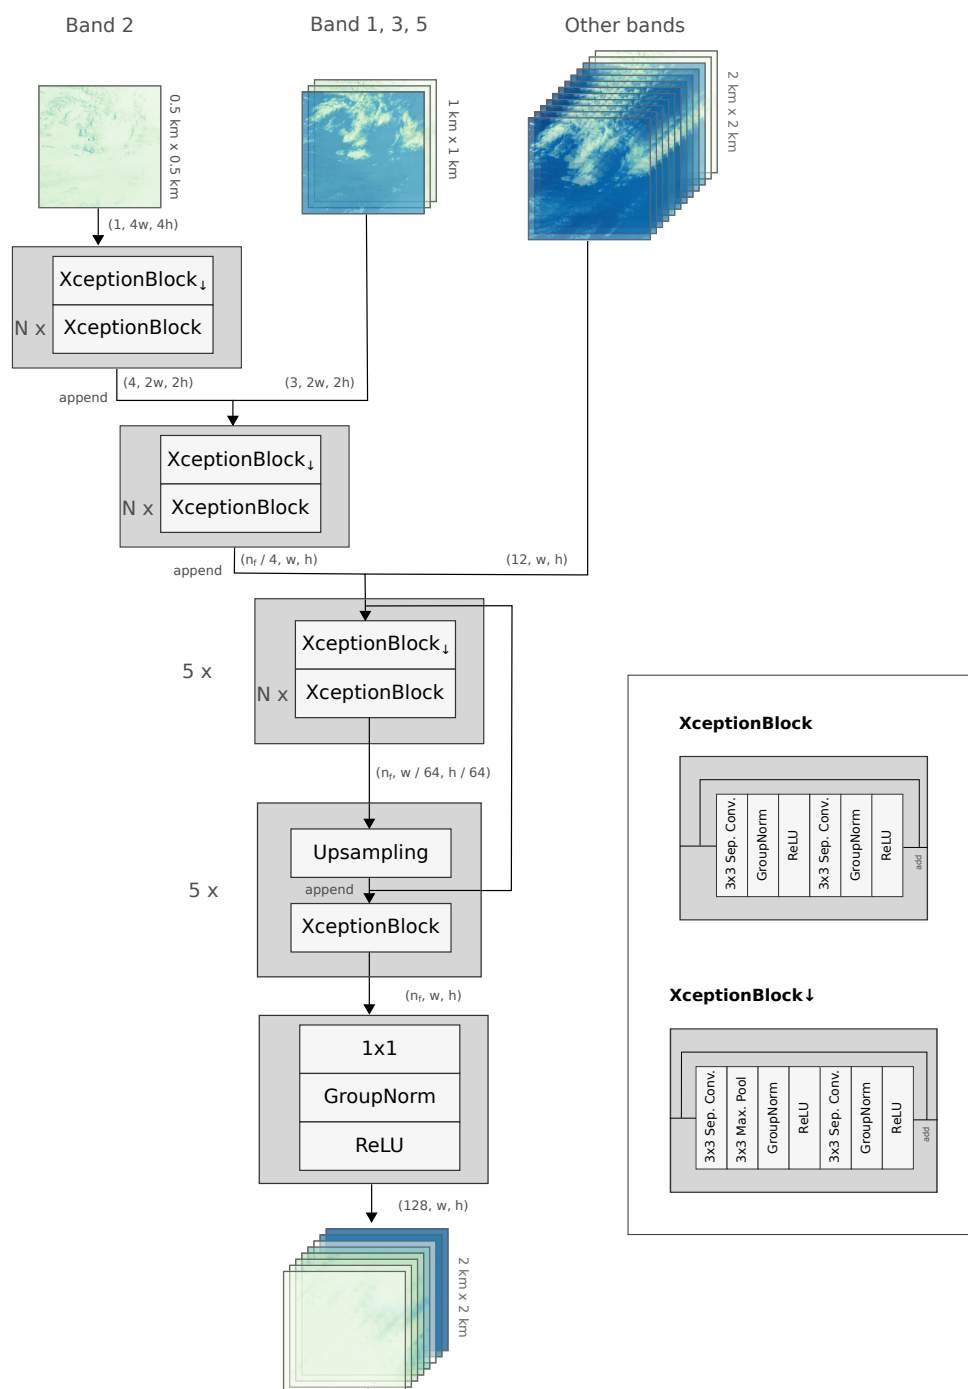 Band 2
Band 1, 3, 5
Other bands
0.5 km x 0.5 km
1 km x 1 km
2 km x 2 km
(1, 4w, 4h)
XceptionBlock↓
N x
XceptionBlock
(4, 2w, 2h)
(3, 2w, 2h)
append
XceptionBlock↓
N x
XceptionBlock
(nf / 4, w, h)
(12, w, h)
append
XceptionBlock↓
5 x
N x
XceptionBlock
(nf, w / 64, h / 64)
Upsampling
append
5 x
XceptionBlock
(nf, w, h)
1x1
GroupNorm
ReLU
(128, w, h)
2 km x 2 km
XceptionBlock
3x3 Sep. Conv.
GroupNorm
ReLU
3x3 Sep. Conv.
GroupNorm
ReLU
add
XceptionBlock↓
3x3 Sep. Conv.
3x3 Max. Pool
GroupNorm
ReLU
3x3 Sep. Conv.
GroupNorm
ReLU
add